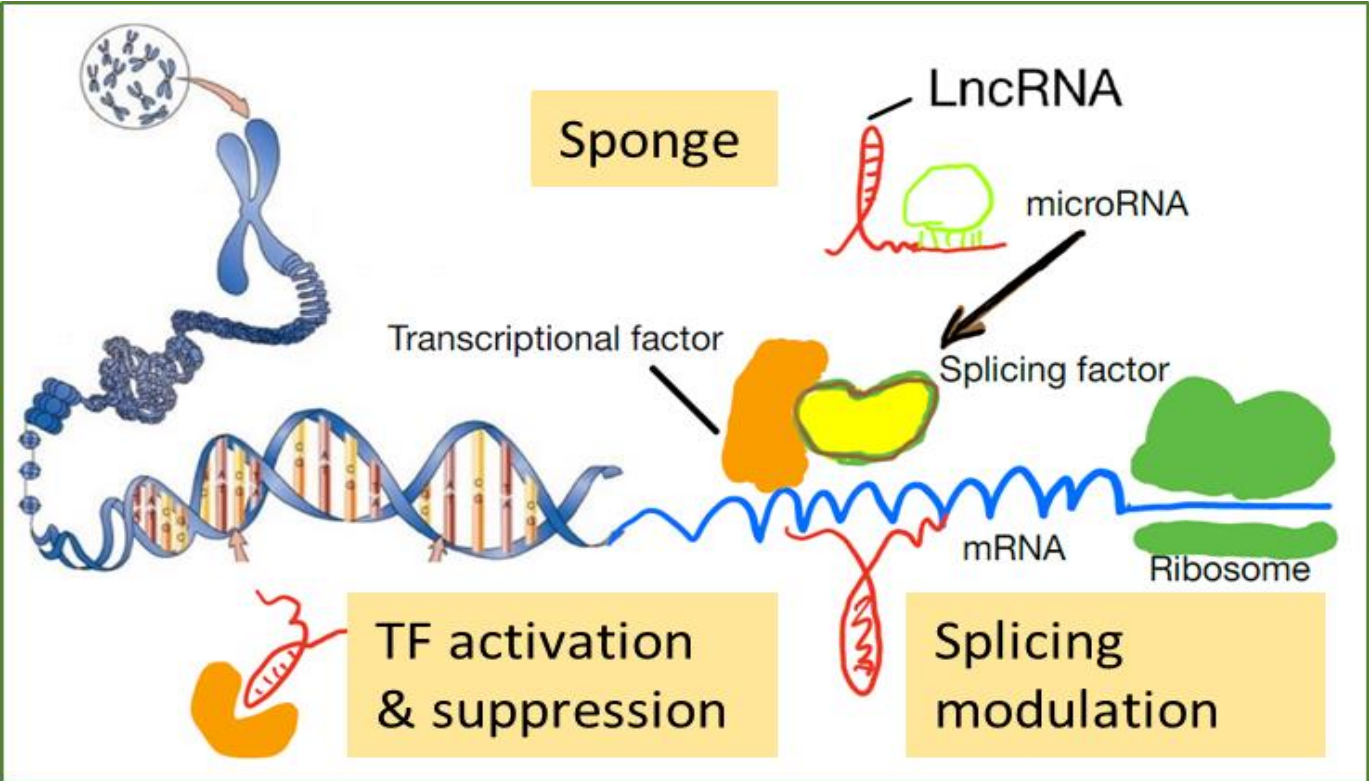 LncRNA
Sponge
microRNA
Transcriptional factor
Splicing factor
mRNA
Ribosome
TF activation
& suppression
Splicing
modulation